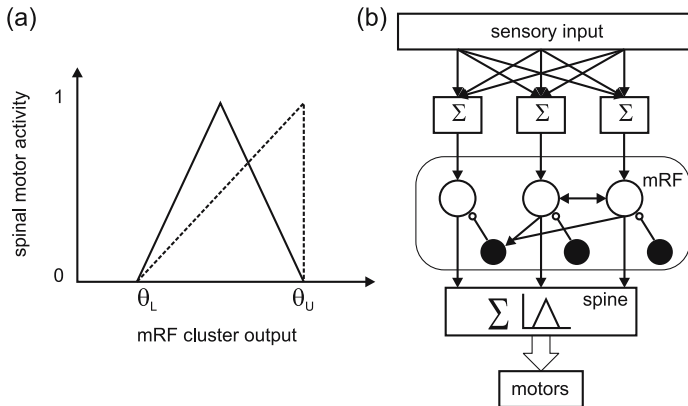 (a)
spinal motor activity
1
0
θL
θU
mRF cluster output
(b)
sensory input
Σ
Σ
Σ
mRF
spine
Σ
motors